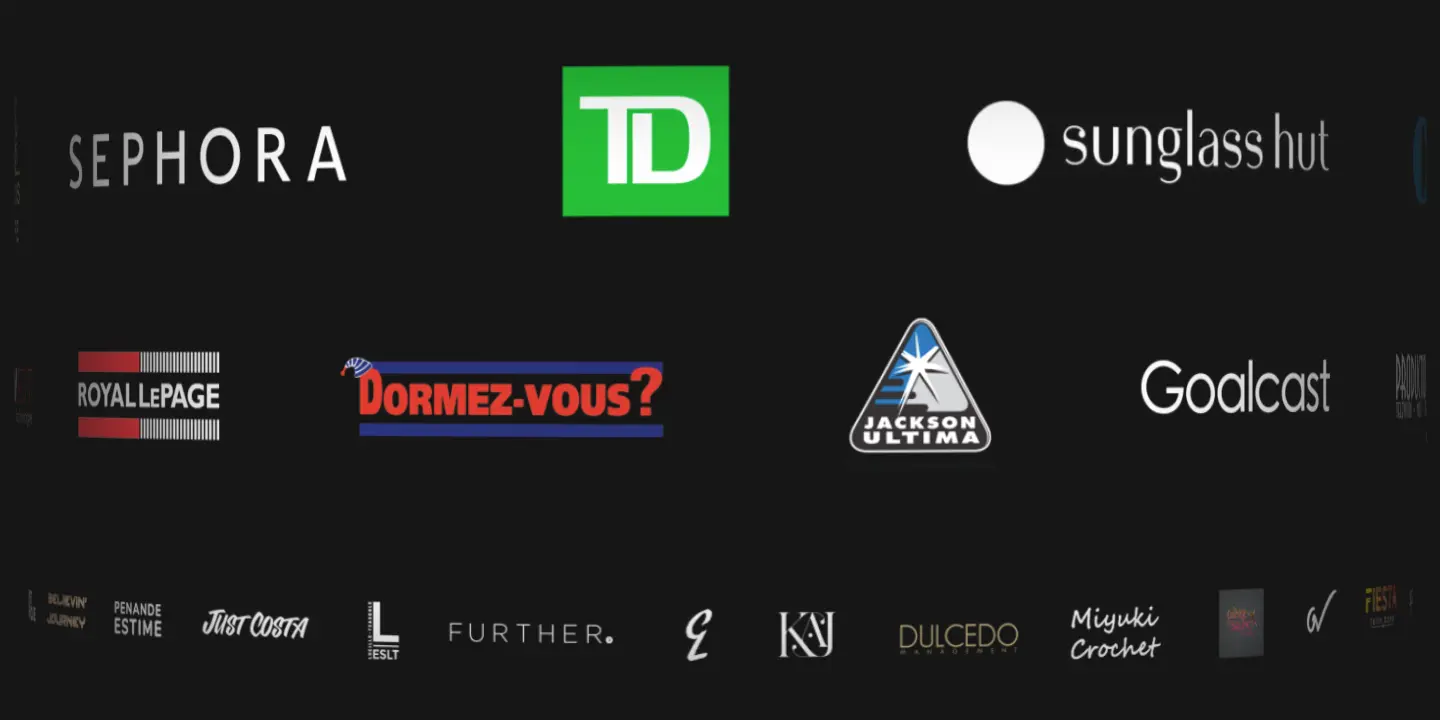 SEPHORA
TD
sunglass hut
ROYAL LEPAGE
DORMEZ-VOUS?
JACKSON
ULTIMA
Goalcast
BELIEVIN'
JOURNEY
PENANDE
ESTIME
JUST COSTA
L
ESLT
FURTHER.
KAJ
DULCEDO
MANAGEMENT
Miyuki
Crochet
FIESTA